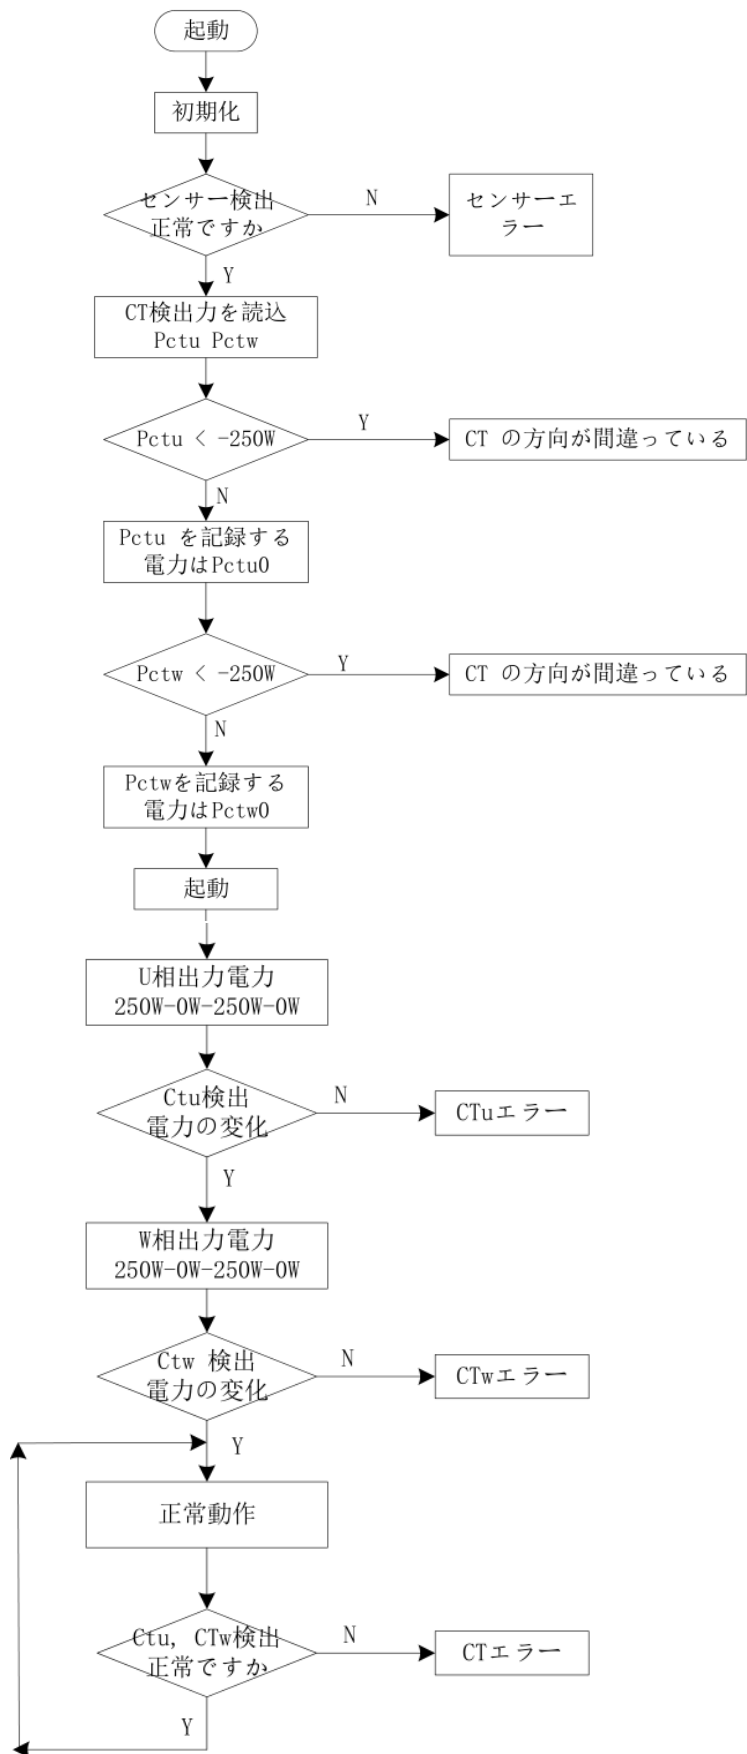 起動
初期化
センサー検出
正常ですか
N
センサーエ
ラー
Y
CT検出力を読込
Pctu Pctw
Pctu < -250W
Y
CT の方向が間違っている
N
Pctu を記録する
電力はPctu0
Pctw < -250W
Y
CT の方向が間違っている
N
Pctwを記録する
電力はPctw0
起動
U相出力電力
250W-0W-250W-0W
Ctu検出
電力の変化
N
CTuエラー
Y
W相出力電力
250W-0W-250W-0W
Ctw 検出
電力の変化
N
CTwエラー
Y
正常動作
Ctu, CTw検出
正常ですか
N
CTエラー
Y